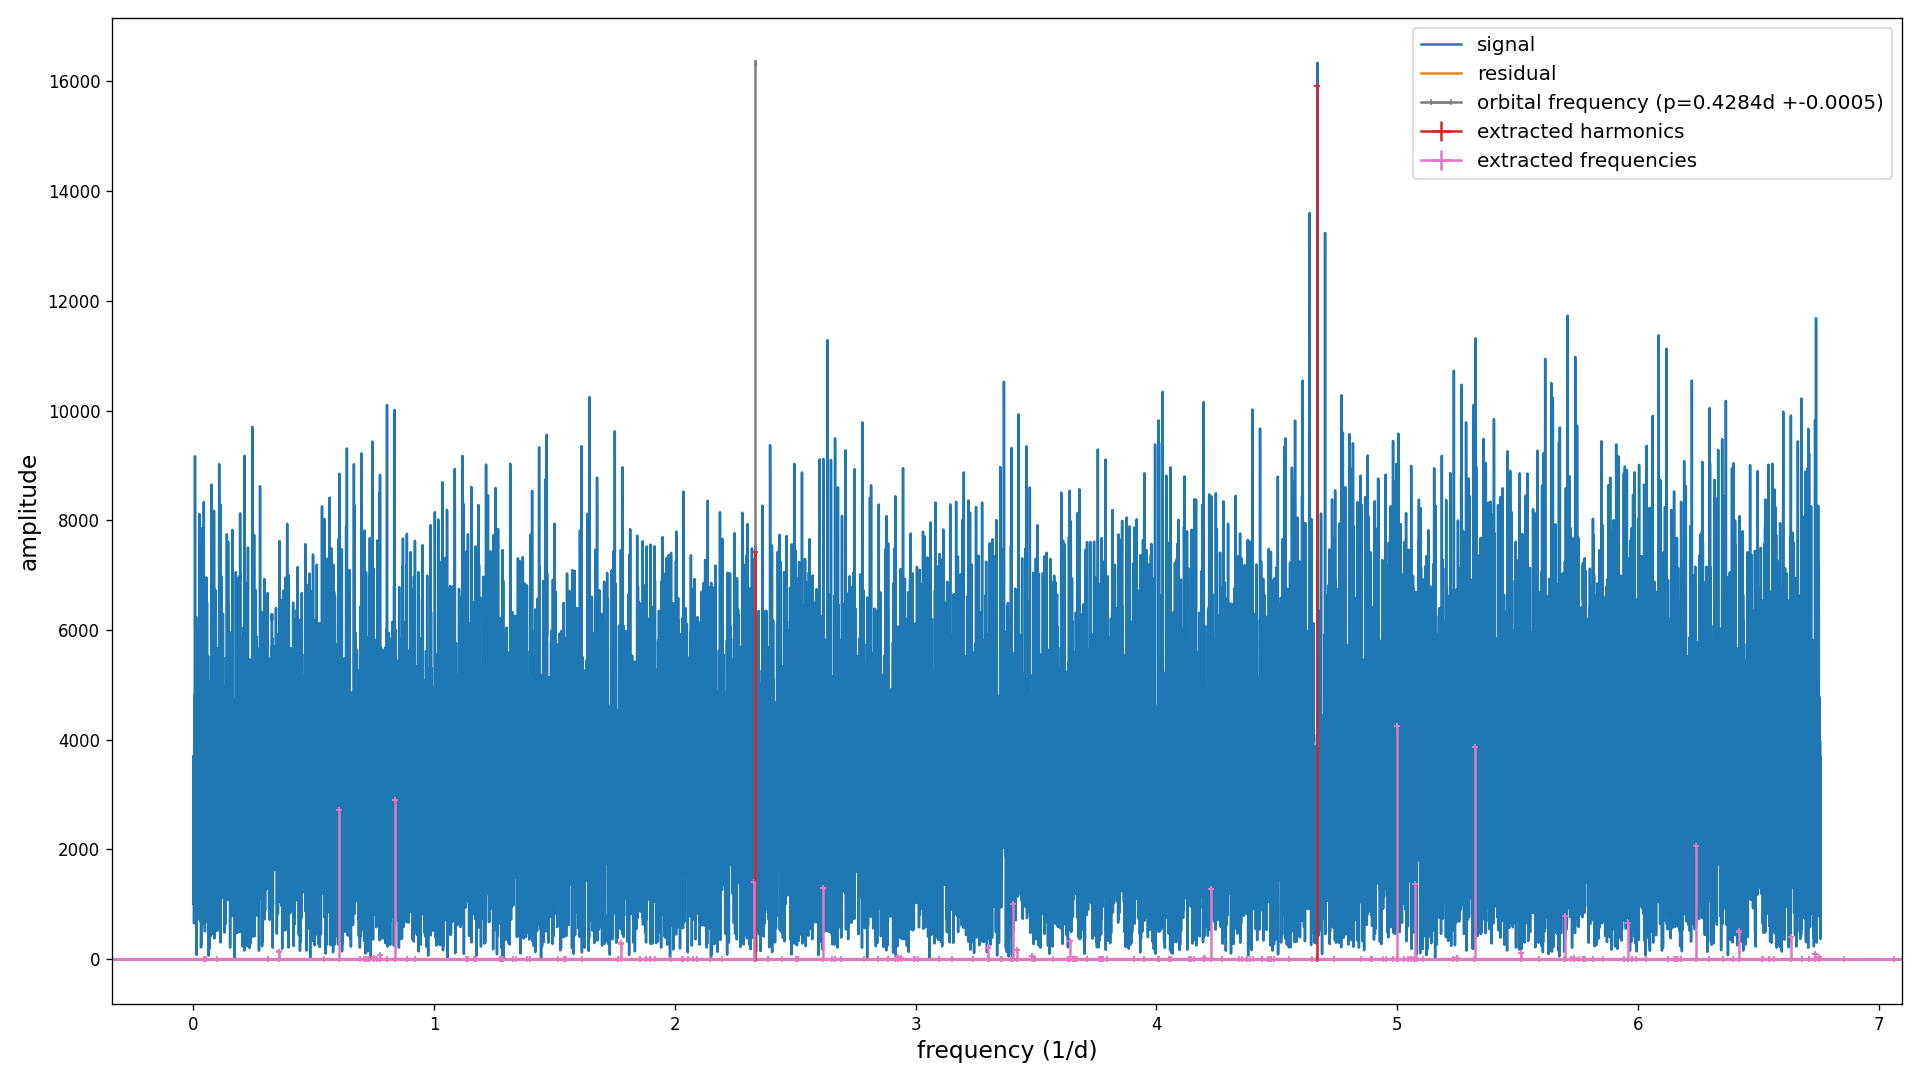 signal
residual
orbital frequency (p=0.4284d +-0.0005)
extracted harmonics
extracted frequencies
16000
14000
12000
10000
8000
6000
4000
2000
0
amplitude
0 1 2 3 4 5 6 7
frequency (1/d)